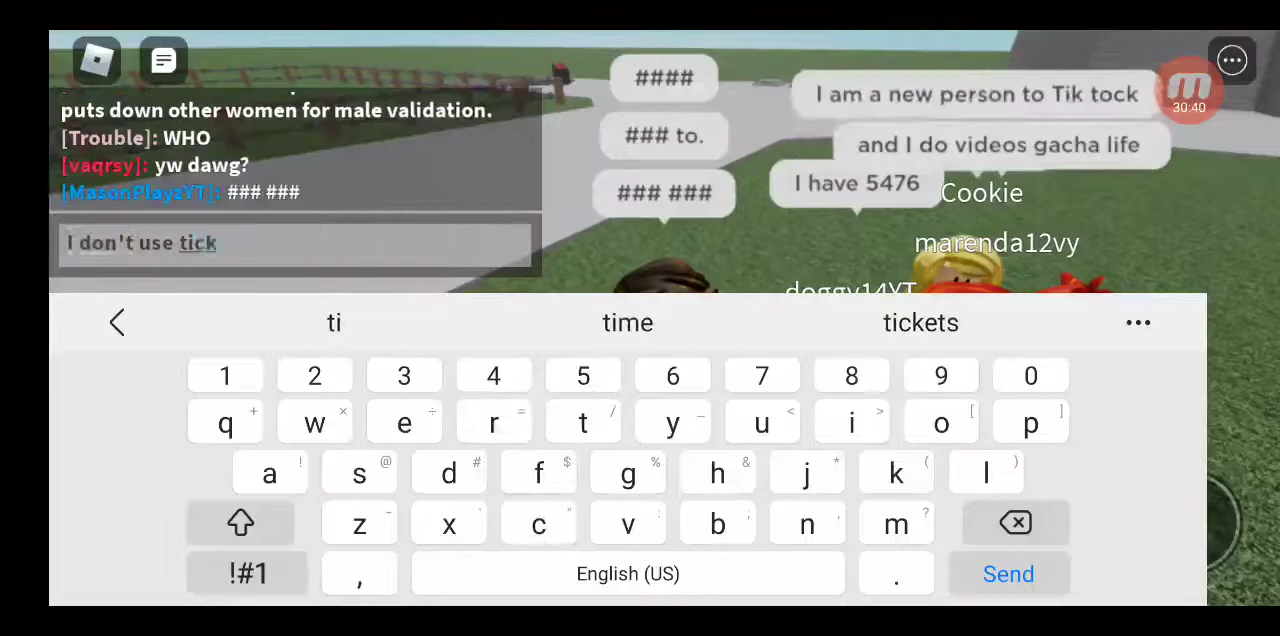 puts down other women for male validation.
[Trouble]: WHO
[vaqrsy]: yw dawg?
[MasonPlayzYT]: ### ###
I don't use tick
####
### to.
### ###
I am a new person to Tik tock
and I do videos gacha life
I have 5476
Cookie
marenda12vy
doggy14YT
30:40
ti time tickets
1 2 3 4 5 6 7 8 9 0
q + w × e ÷ r = t / y _ u < i > o [ p ]
a ! s @ d # f $ g % h & j * k ( l )
z - x ' c " v : b ; n , m ?
!#1 , English (US) . Send